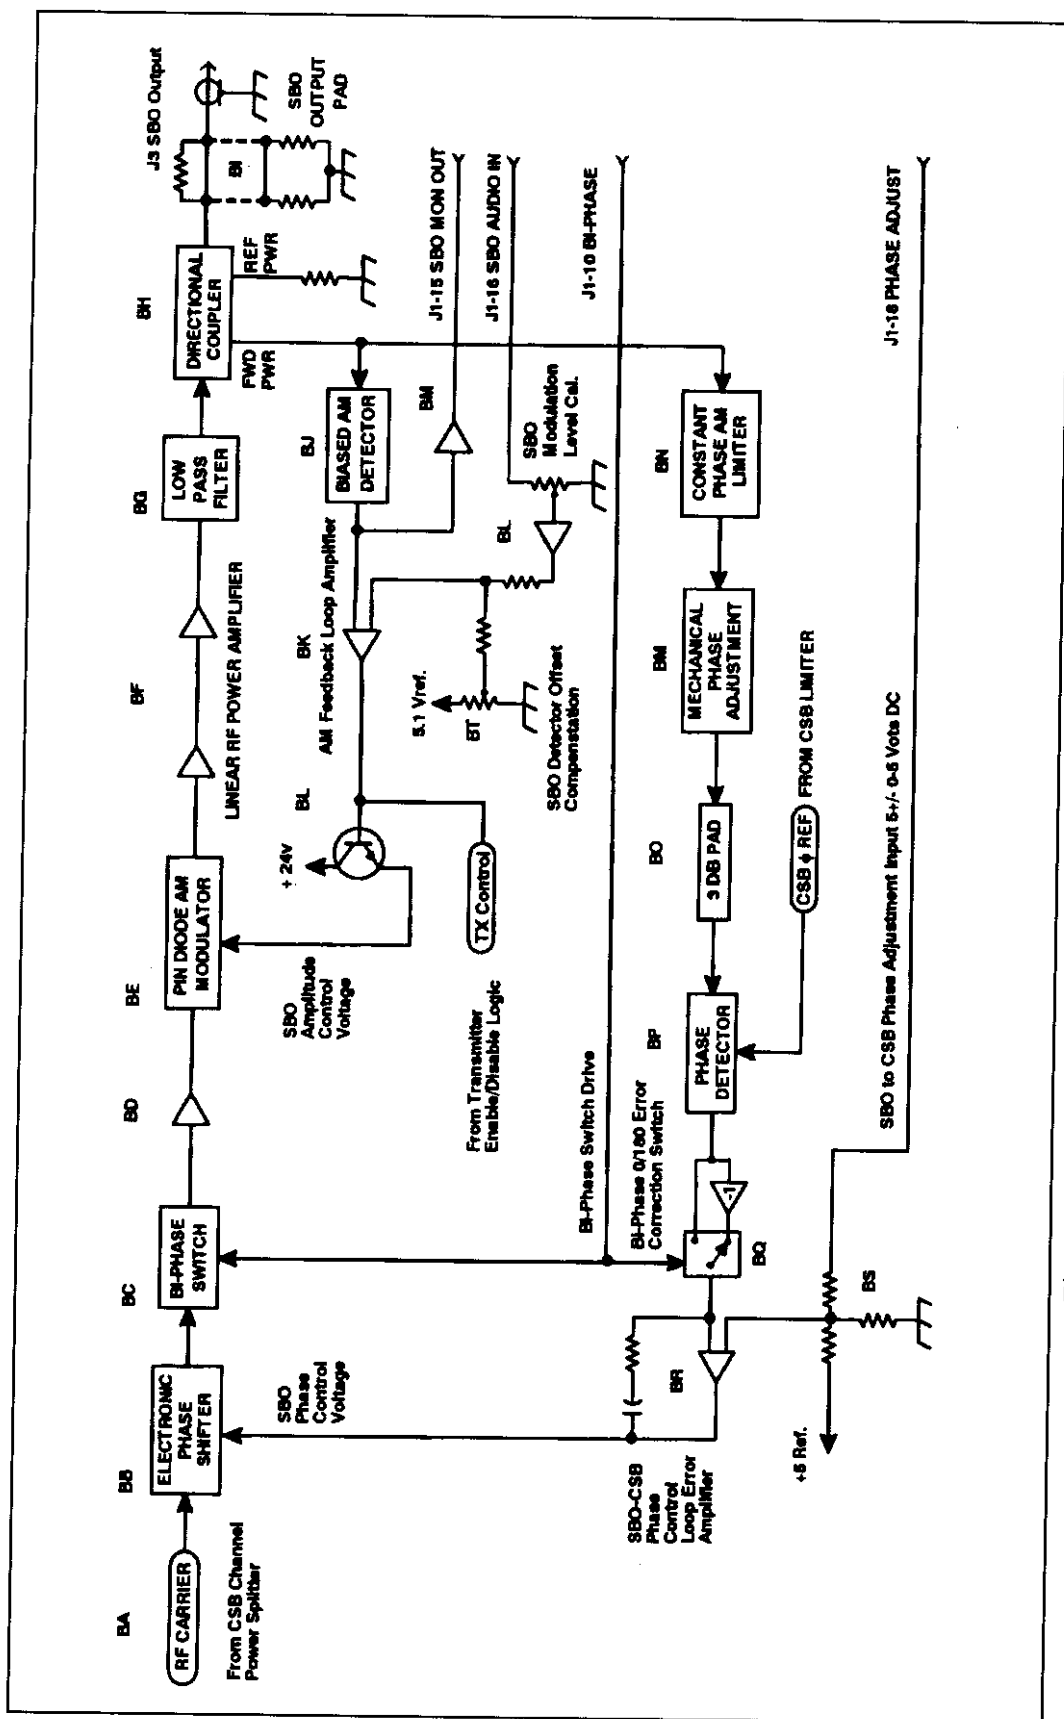 BA
RF CARRIER
From CSB Channel
Power Splitter
BB
ELECTRONIC
PHASE
SHIFTER
SBO
Phase
Control
Voltage
BC
BI-PHASE
SWITCH
BD
BE
PIN DIODE AM
MODULATOR
SBO
Amplitude
Control
Voltage
BF
LINEAR RF POWER AMPLIFIER
BG
LOW
PASS
FILTER
BH
DIRECTIONAL
COUPLER
FWD
PWR
REF
PWR
J3 SBO Output
BI
SBO
OUTPUT
PAD
BL
+ 24v
TX Control
From Transmitter
Enable/Disable Logic
BK
AM Feedback Loop Amplifier
BJ
BIASED AM
DETECTOR
BM
J1-15 SBO MON OUT
5.1 Vref.
BT
SBO Detector Offset
Compenstation
BL
SBO
Modulation
Level Cal.
J1-16 SBO AUDIO IN
Bi-Phase Switch Drive
J1-10 BI-PHASE
Bi-Phase 0/180 Error
Correction Switch
BQ
-1
BP
PHASE
DETECTOR
BO
3 DB PAD
BM
MECHANICAL
PHASE
ADJUSTMENT
BN
CONSTANT
PHASE AM
LIMITER
CSB ϕ REF
FROM CSB LIMITER
SBO-CSB
Phase
Control
Loop Error
Amplifier
BR
+5 Ref.
BS
SBO to CSB Phase Adjustment Input 5+/- 0-5 Vots DC
J1-18 PHASE ADJUST